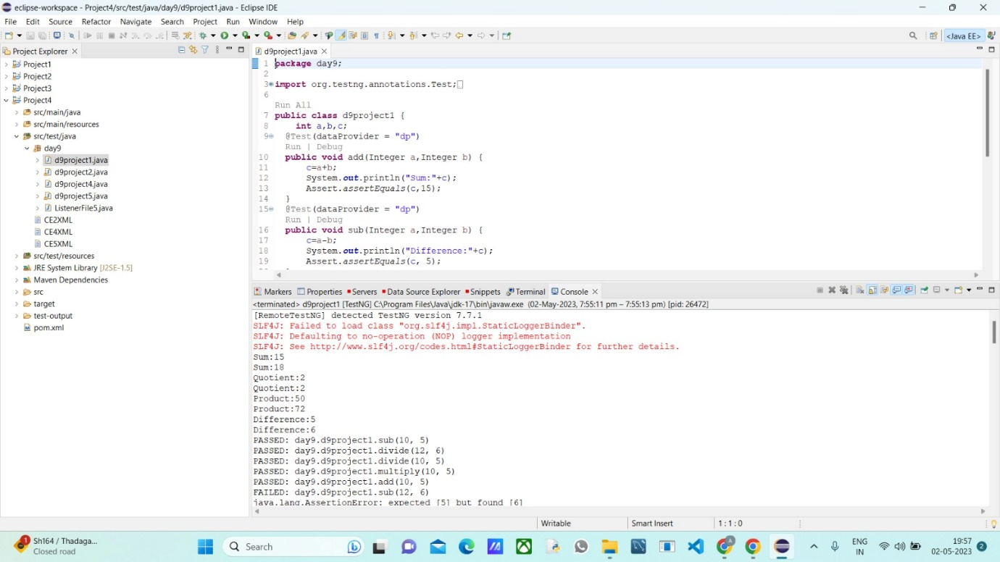 eclipse-workspace - Project4/src/test/java/day9/d9project1.java - Eclipse IDE
File Edit Source Refactor Navigate Search Project Run Window Help
<Java EE>
Project Explorer
Project1
Project2
Project3
Project4
src/main/java
src/main/resources
src/test/java
day9
d9project1.java
d9project2.java
d9project4.java
d9project5.java
ListenerFile5.java
CE2XML
CE4XML
CE5XML
src/test/resources
JRE System Library [J2SE-1.5]
Maven Dependencies
src
target
test-output
pom.xml
d9project1.java
1 package day9;
2
3 import org.testng.annotations.Test;
6
Run All
7 public class d9project1 {
8 int a,b,c;
9 @Test(dataProvider = "dp")
Run | Debug
10 public void add(Integer a,Integer b) {
11 c=a+b;
12 System.out.println("Sum:"+c);
13 Assert.assertEquals(c,15);
14 }
15 @Test(dataProvider = "dp")
Run | Debug
16 public void sub(Integer a,Integer b) {
17 c=a-b;
18 System.out.println("Difference:"+c);
19 Assert.assertEquals(c, 5);
Markers Properties Servers Data Source Explorer Snippets Terminal Console
<terminated> d9project1 [TestNG] C:\Program Files\Java\jdk-17\bin\javaw.exe (02-May-2023, 7:55:11 pm – 7:55:13 pm) [pid: 26472]
[RemoteTestNG] detected TestNG version 7.7.1
SLF4J: Failed to load class "org.slf4j.impl.StaticLoggerBinder".
SLF4J: Defaulting to no-operation (NOP) logger implementation
SLF4J: See http://www.slf4j.org/codes.html#StaticLoggerBinder for further details.
Sum:15
Sum:18
Quotient:2
Quotient:2
Product:50
Product:72
Difference:5
Difference:6
PASSED: day9.d9project1.sub(10, 5)
PASSED: day9.d9project1.divide(12, 6)
PASSED: day9.d9project1.divide(10, 5)
PASSED: day9.d9project1.multiply(10, 5)
PASSED: day9.d9project1.add(10, 5)
FAILED: day9.d9project1.sub(12, 6)
java.lang.AssertionError: expected [5] but found [6]
Writable Smart Insert 1:1:0
1
Sh164 / Thadaga...
Closed road
Search
ENG
IN
19:57
02-05-2023
2